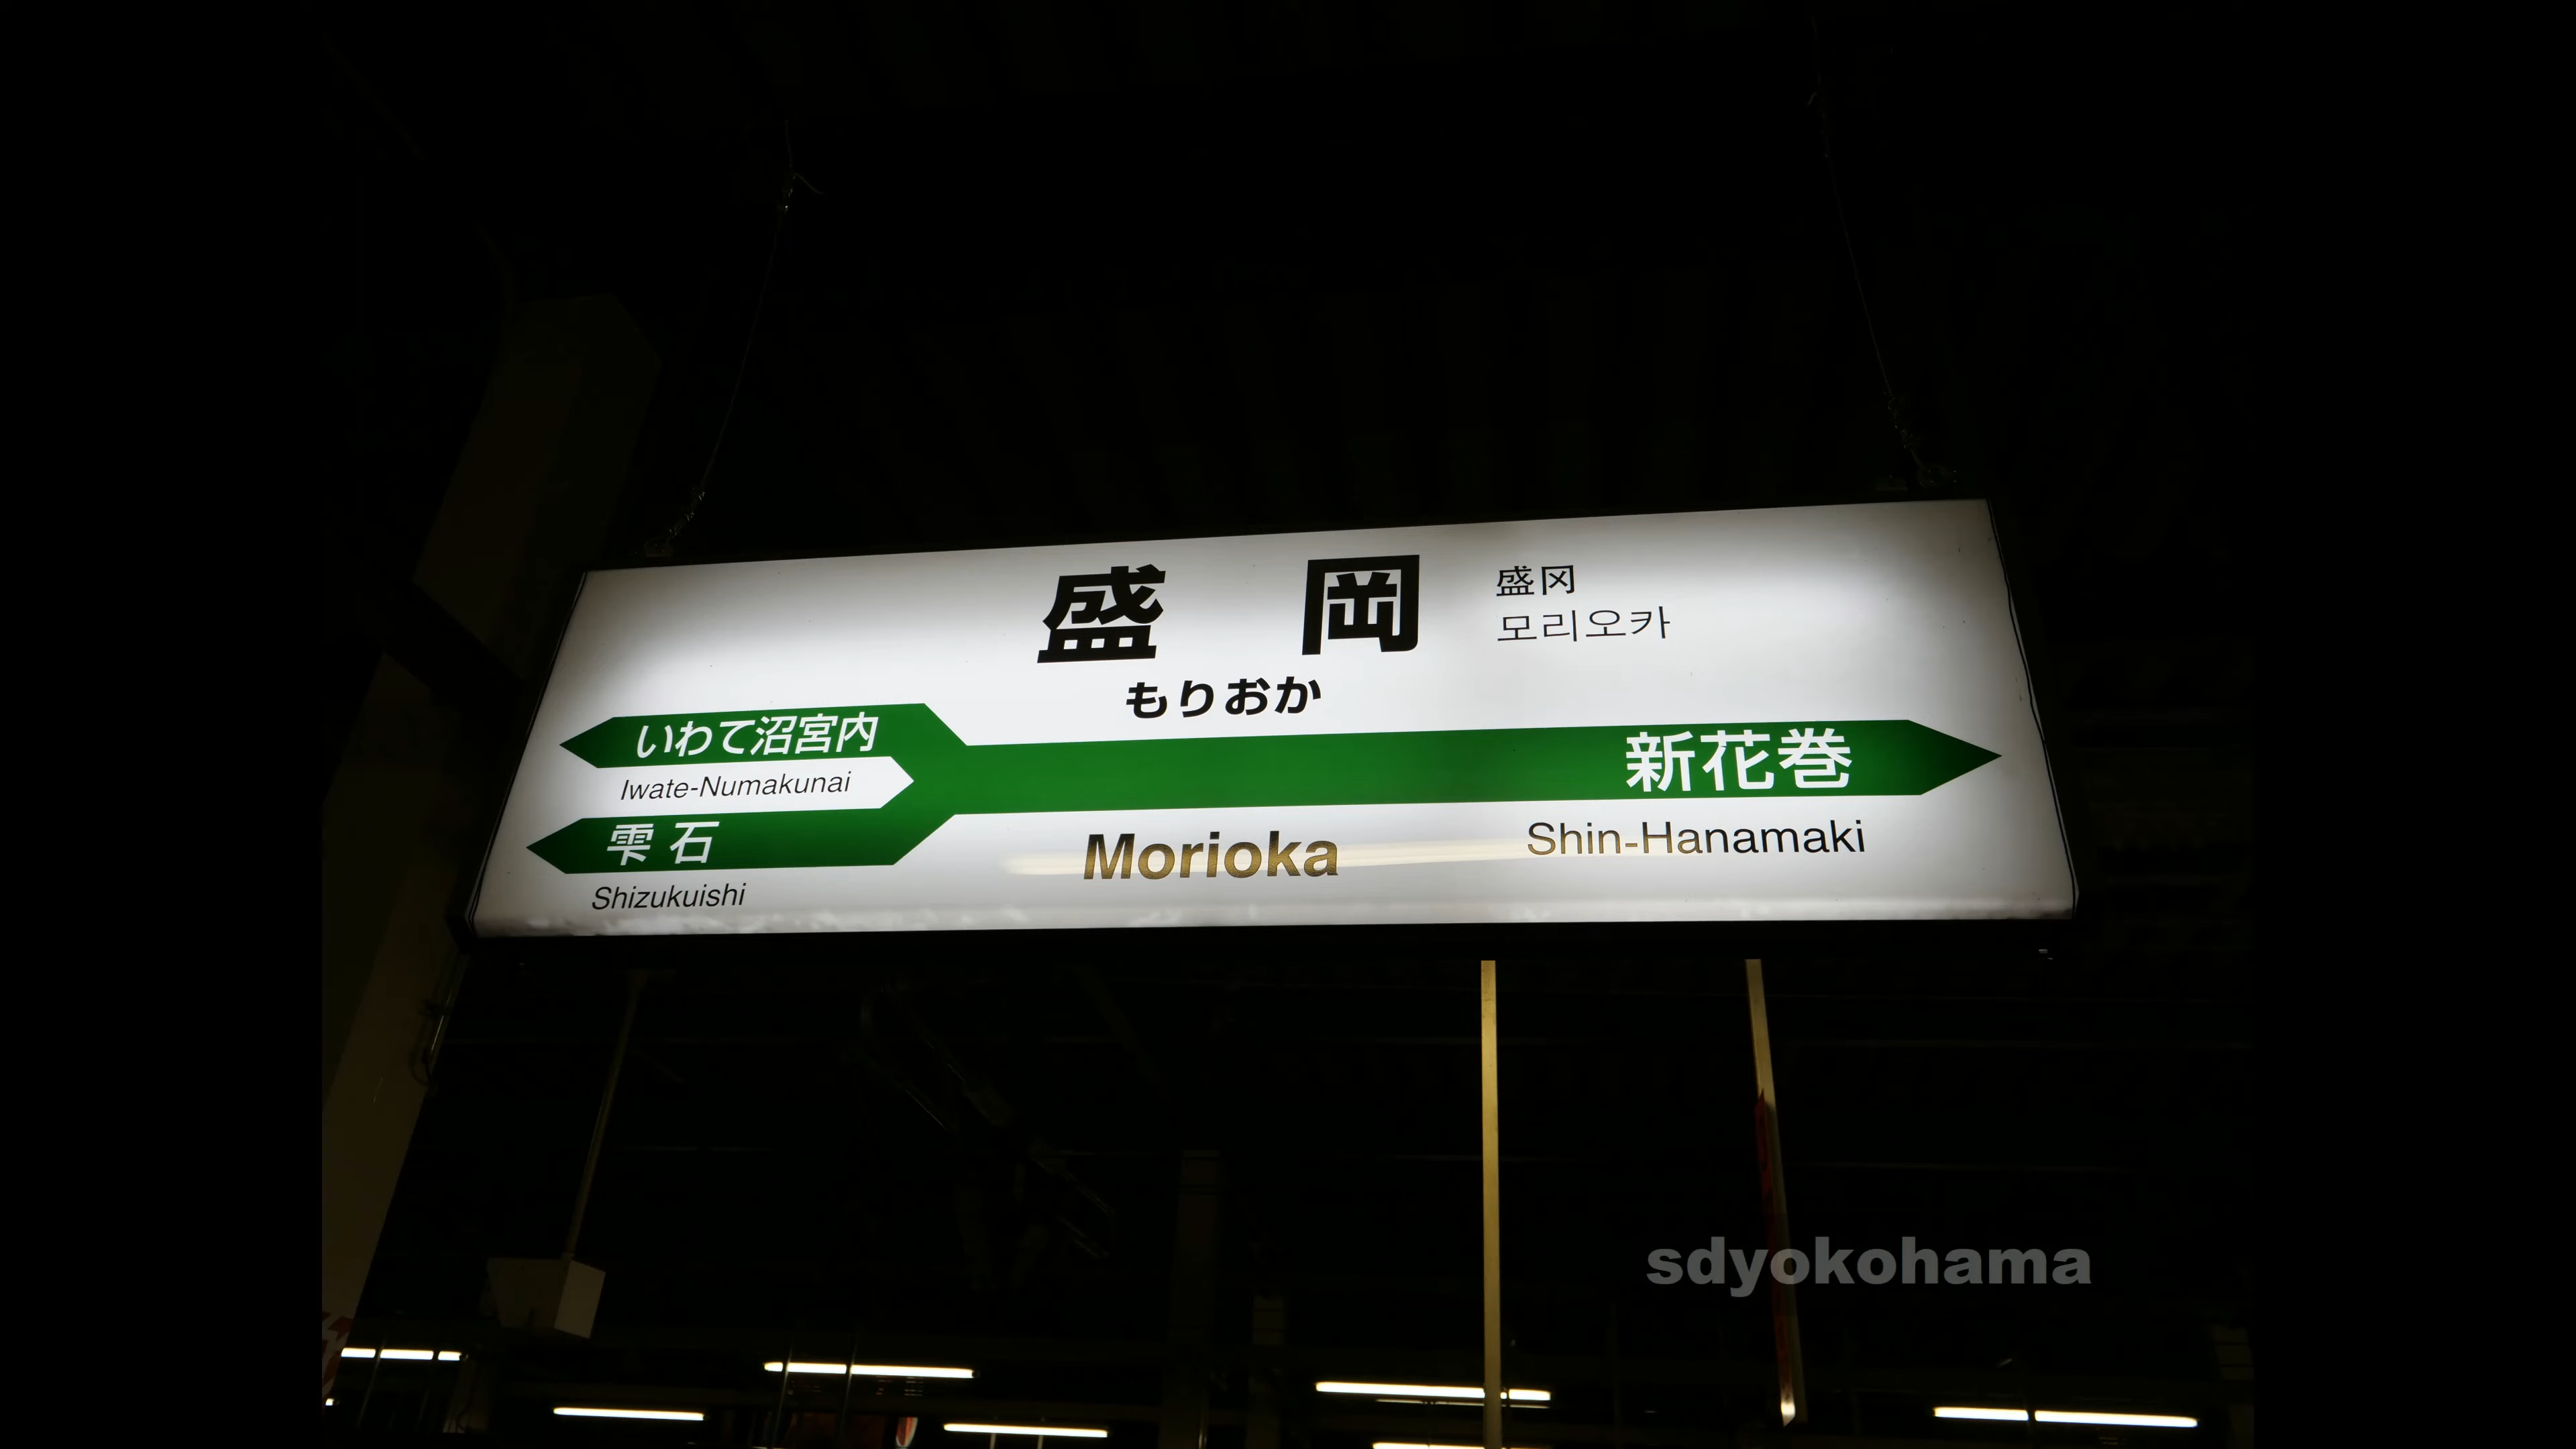 盛岡
盛冈
모리오카
もりおか
いわて沼宮内
Iwate-Numakunai
雫石
Shizukuishi
新花巻
Morioka
Shin-Hanamaki
sdyokohama